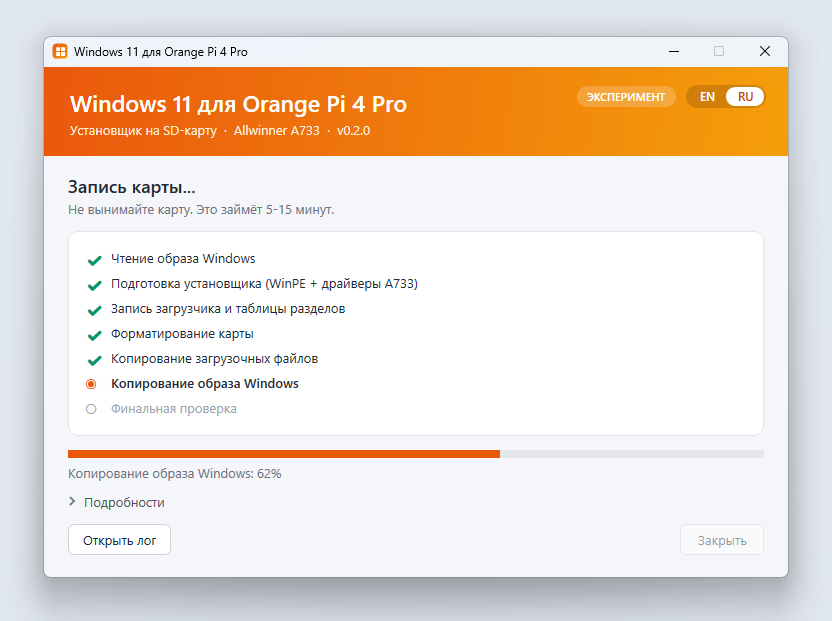 Windows 11 для Orange Pi 4 Pro
Windows 11 для Orange Pi 4 Pro
ЭКСПЕРИМЕНТ
EN RU
Установщик на SD-карту · Allwinner A733 · v0.2.0
Запись карты...
Не вынимайте карту. Это займёт 5-15 минут.
Чтение образа Windows
Подготовка установщика (WinPE + драйверы A733)
Запись загрузчика и таблицы разделов
Форматирование карты
Копирование загрузочных файлов
Копирование образа Windows
Финальная проверка
Копирование образа Windows: 62%
Подробности
Открыть лог
Закрыть